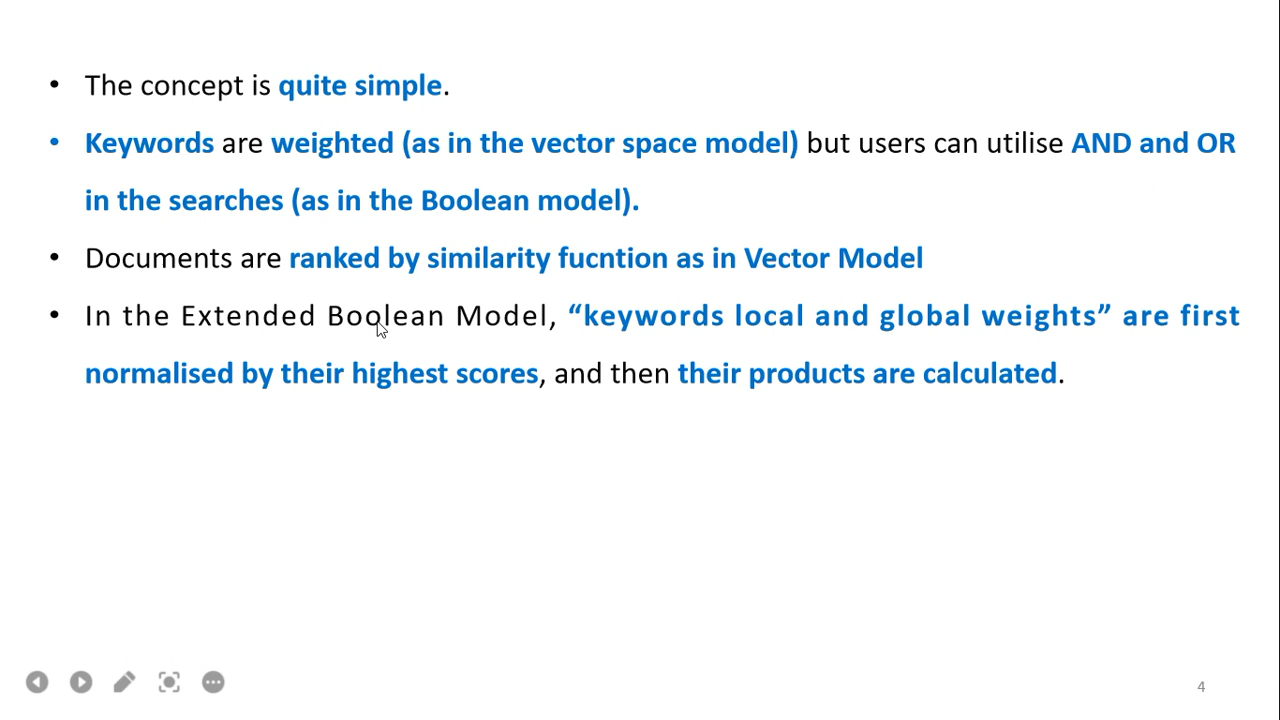 • The concept is quite simple.
• Keywords are weighted (as in the vector space model) but users can utilise AND and OR
in the searches (as in the Boolean model).
• Documents are ranked by similarity fucntion as in Vector Model
• In the Extended Boolean Model, “keywords local and global weights” are first
normalised by their highest scores, and then their products are calculated.
4